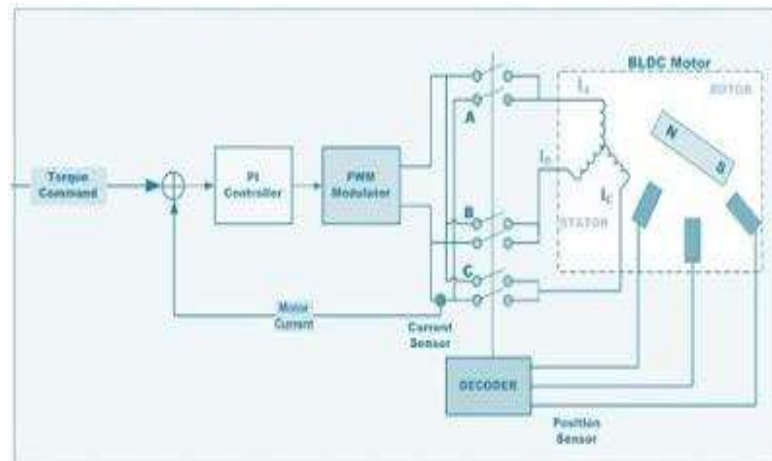 BLDC Motor
ROTOR
N
S
STATOR
A
B
C
Torque
Command
PI
Controller
PWM
Modulator
Motor
Current
Current
Sensor
DECODER
Position
Sensor